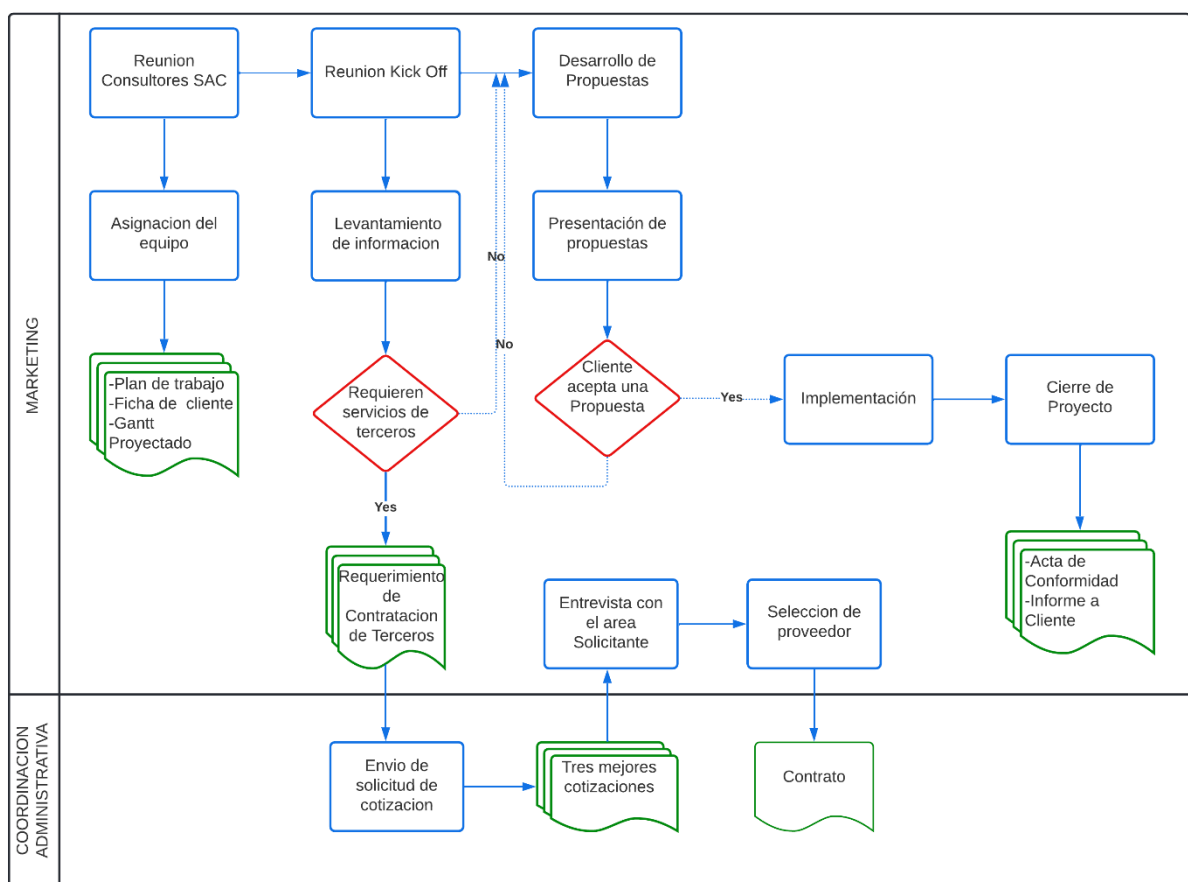 MARKETING
Reunion
Consultores SAC
Reunion Kick Off
Desarrollo de
Propuestas
Asignacion del
equipo
Levantamiento
de informacion
Presentación de
propuestas
No
No
-Plan de trabajo
-Ficha de cliente
-Gantt
Proyectado
Requieren
servicios de
terceros
Cliente
acepta una
Propuesta
Yes
Implementación
Cierre de
Proyecto
Yes
Requerimiento
de
Contratacion
de Terceros
Entrevista con
el area
Solicitante
Seleccion de
proveedor
-Acta de
Conformidad
-Informe a
Cliente
COORDINACION
ADMINISTRATIVA
Envio de
solicitud de
cotizacion
Tres mejores
cotizaciones
Contrato